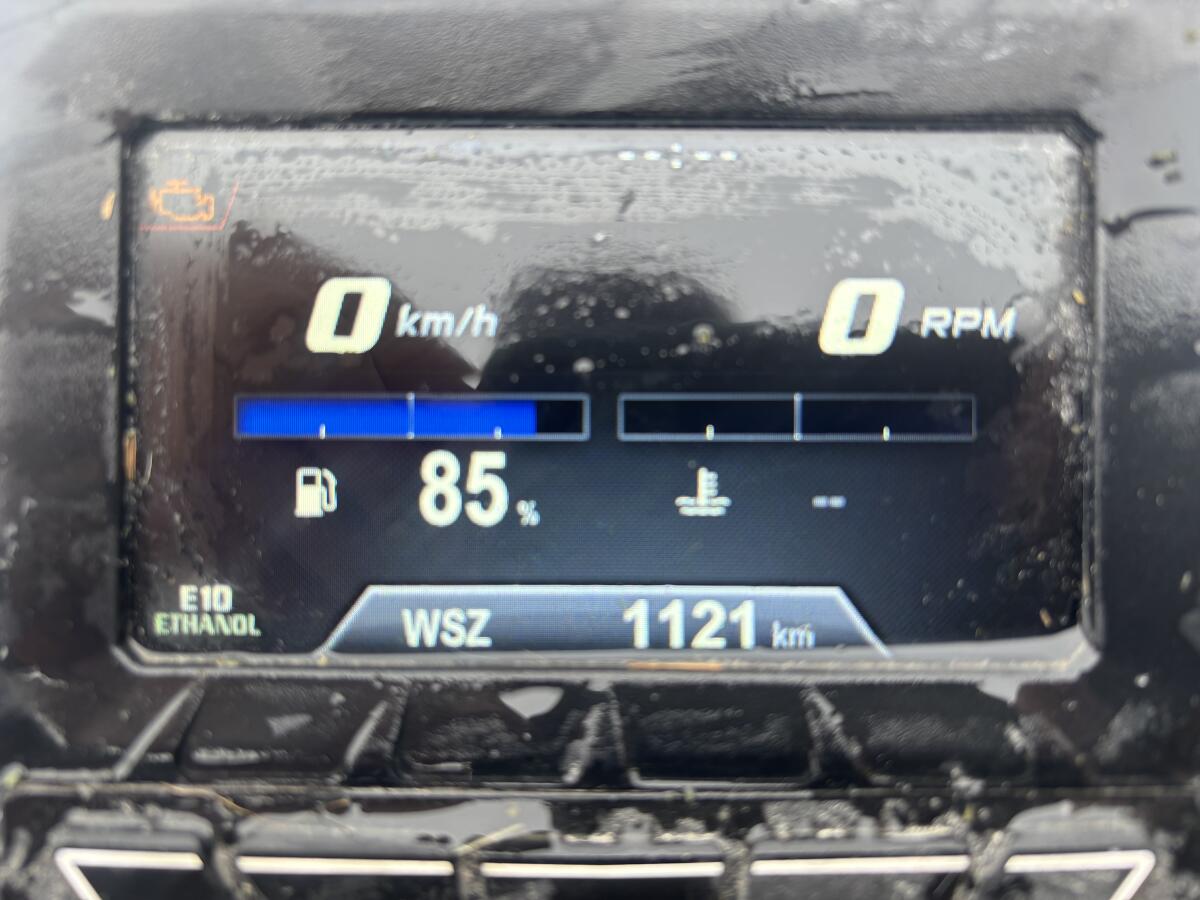 0 km/h 0 RPM
85 % --
E10
ETHANOL
WSZ 1121 km